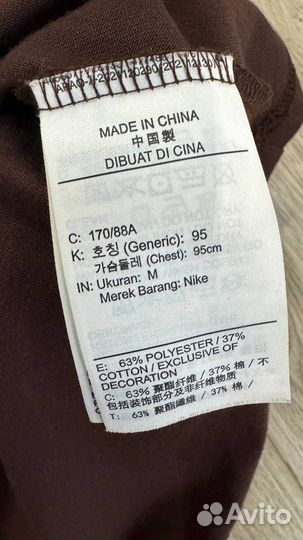 MADE IN CHINA
中国製
DIBUAT DI CINA
C: 170/88A
K: 호칭 (Generic): 95
가슴둘레 (Chest): 95cm
IN: Ukuran: M
Merek Barang: Nike
E: 63% POLYESTER / 37%
COTTON / EXCLUSIVE OF
DECORATION
C: 63% 聚酯纤维 / 37% 棉 / 不
包括装饰部分及非纤维物质
T: 63% 聚酯纖維 / 37% 棉 /
Avito